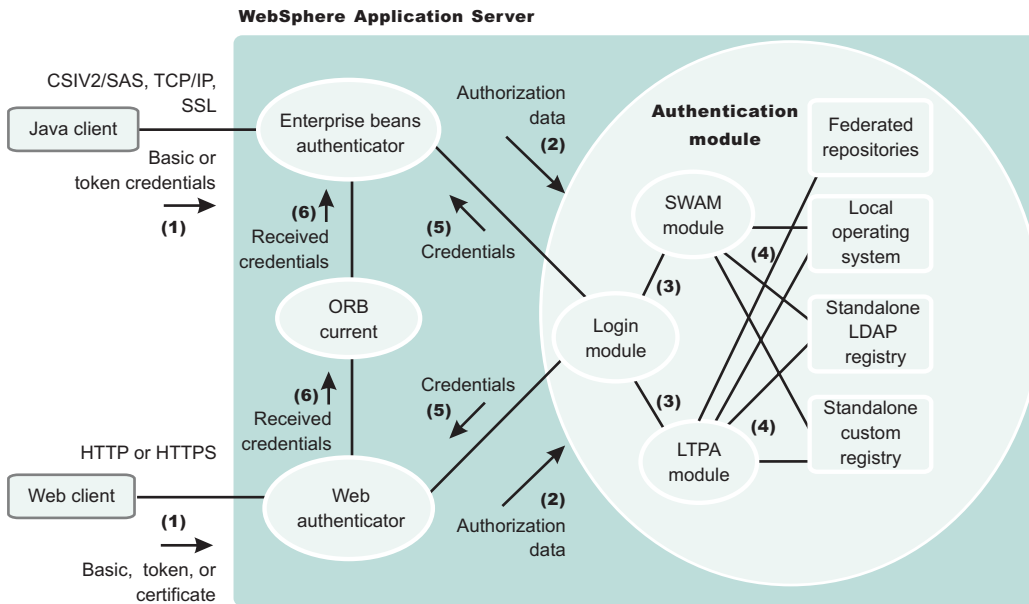 WebSphere Application Server
CSIV2/SAS, TCP/IP,
SSL
Java client
Basic or
token credentials
(1)
Enterprise beans
authenticator
Authorization
data
(2)
Authentication
module
Federated
repositories
(6)
Received
credentials
(5)
Credentials
SWAM
module
(4)
Local
operating
system
(3)
ORB
current
Login
module
Standalone
LDAP
registry
(6)
Received
credentials
Credentials
(5)
(3)
(4)
LTPA
module
Standalone
custom
registry
HTTP or HTTPS
Web client
(1)
Basic, token, or
certificate
Web
authenticator
(2)
Authorization
data